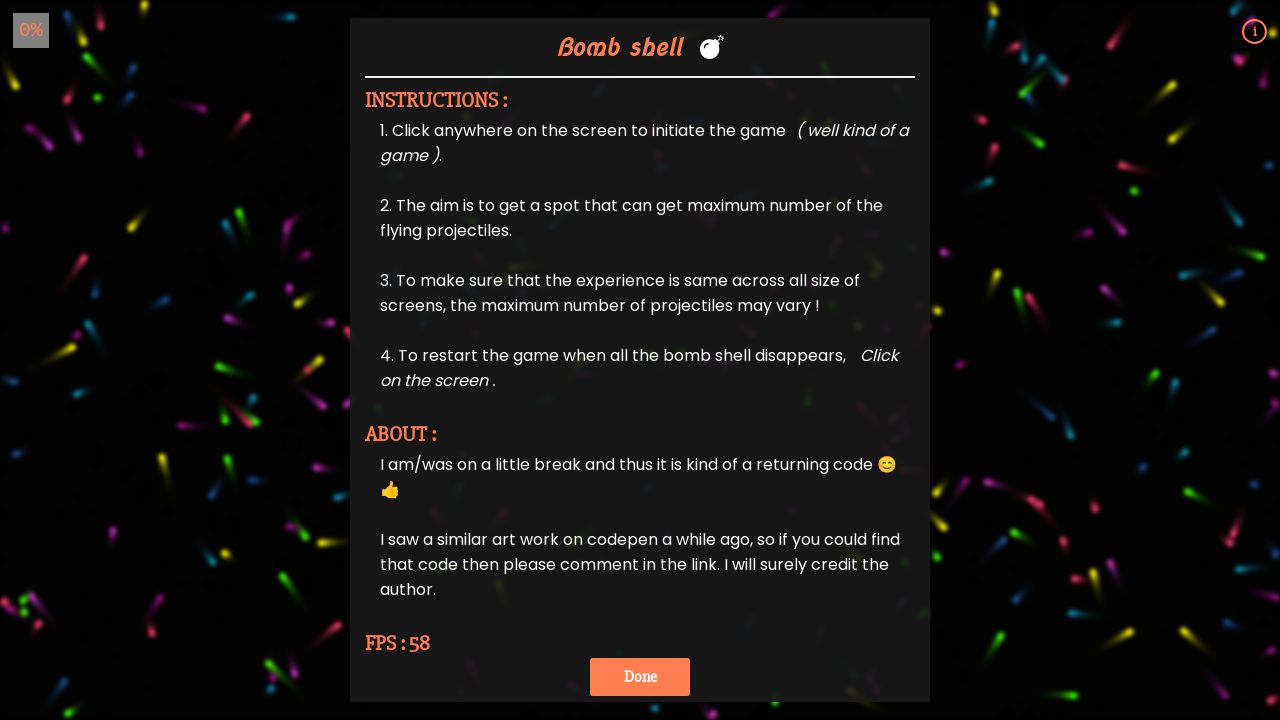 0%
i
Bomb shell 💣
INSTRUCTIONS :
1. Click anywhere on the screen to initiate the game ( well kind of a
game ).
2. The aim is to get a spot that can get maximum number of the
flying projectiles.
3. To make sure that the experience is same across all size of
screens, the maximum number of projectiles may vary !
4. To restart the game when all the bomb shell disappears, Click
on the screen .
ABOUT :
I am/was on a little break and thus it is kind of a returning code 😊
👍
I saw a similar art work on codepen a while ago, so if you could find
that code then please comment in the link. I will surely credit the
author.
FPS : 58
Done